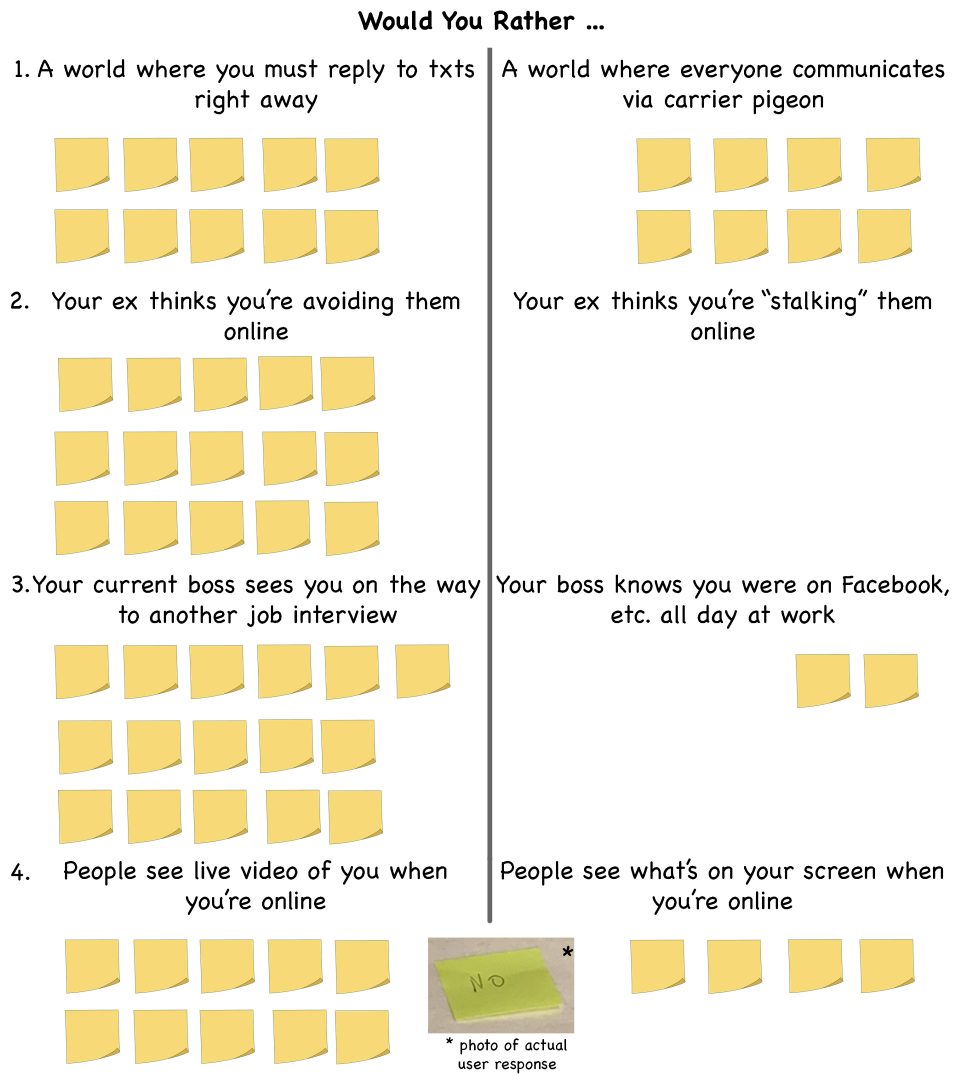 Would You Rather ...
1. A world where you must reply to txts
right away
A world where everyone communicates
via carrier pigeon
2. Your ex thinks you're avoiding them
online
Your ex thinks you're “stalking” them
online
3.Your current boss sees you on the way
to another job interview
Your boss knows you were on Facebook,
etc. all day at work
4. People see live video of you when
you're online
People see what's on your screen when
you're online
*
NO
* photo of actual
user response